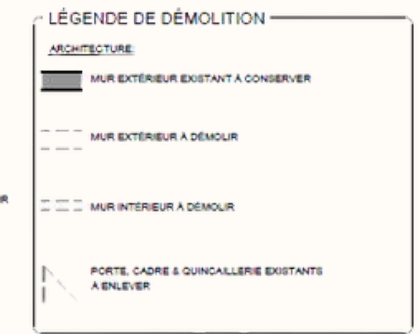 LÉGENDE DE DÉMOLITION
ARCHITECTURE:
MUR EXTÉRIEUR EXISTANT À CONSERVER
MUR EXTÉRIEUR À DÉMOLIR
MUR INTÉRIEUR À DÉMOLIR
PORTE, CADRE & QUINCAILLERIE EXISTANTS
À ENLEVER